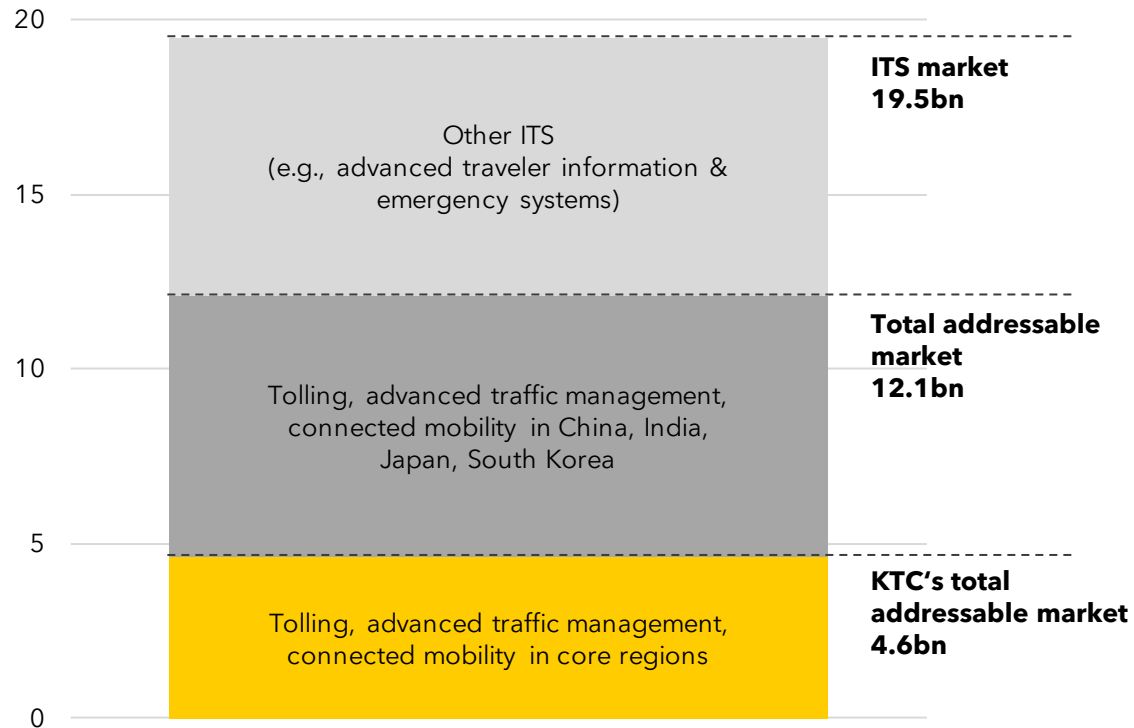 20
ITS market
19.5bn
Other ITS
(e.g., advanced traveler information &
emergency systems)
15
Total addressable
market
12.1bn
10
Tolling, advanced traffic management,
connected mobility in China, India,
Japan, South Korea
5
KTC‘s total
addressable market
4.6bn
Tolling, advanced traffic management,
connected mobility in core regions
0